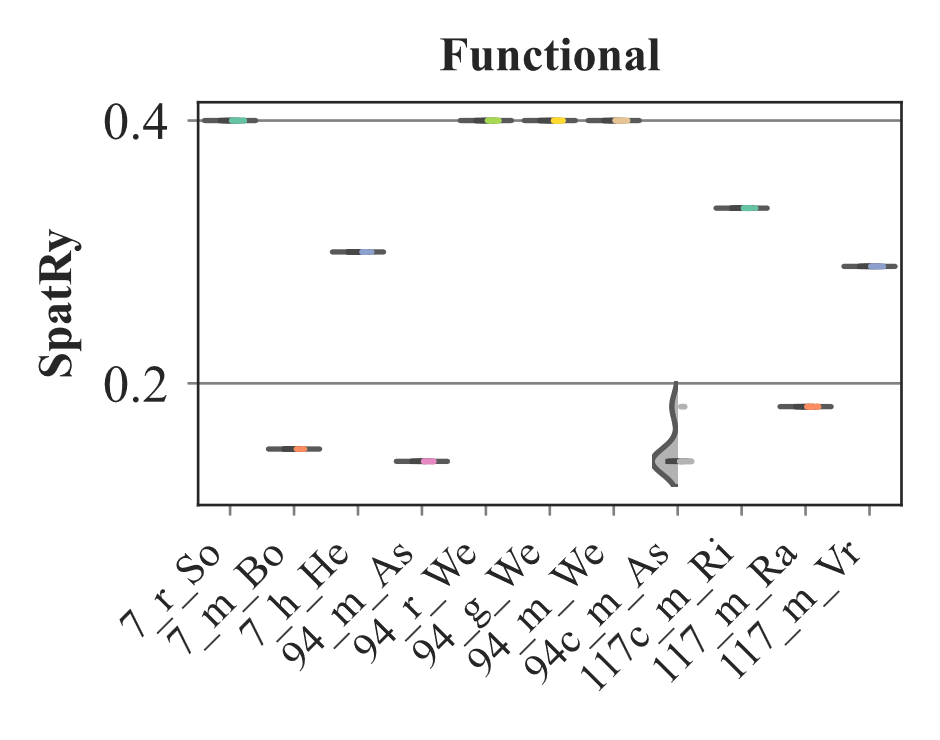 Functional
SpatRy
0.4
0.2
7_r_So
7_m_Bo
7_h_He
94_m_As
94_r_We
94_g_We
94_m_We
94c_m_As
117c_m_Ri
117_m_Ra
117_m_Vr